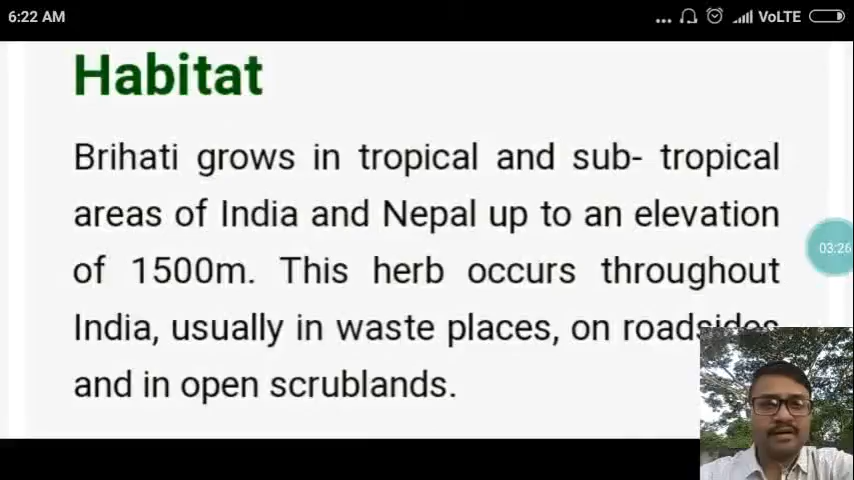 6:22 AM ... VoLTE
Habitat
Brihati grows in tropical and sub- tropical
areas of India and Nepal up to an elevation
of 1500m. This herb occurs throughout
03:26
India, usually in waste places, on roadsides
and in open scrublands.